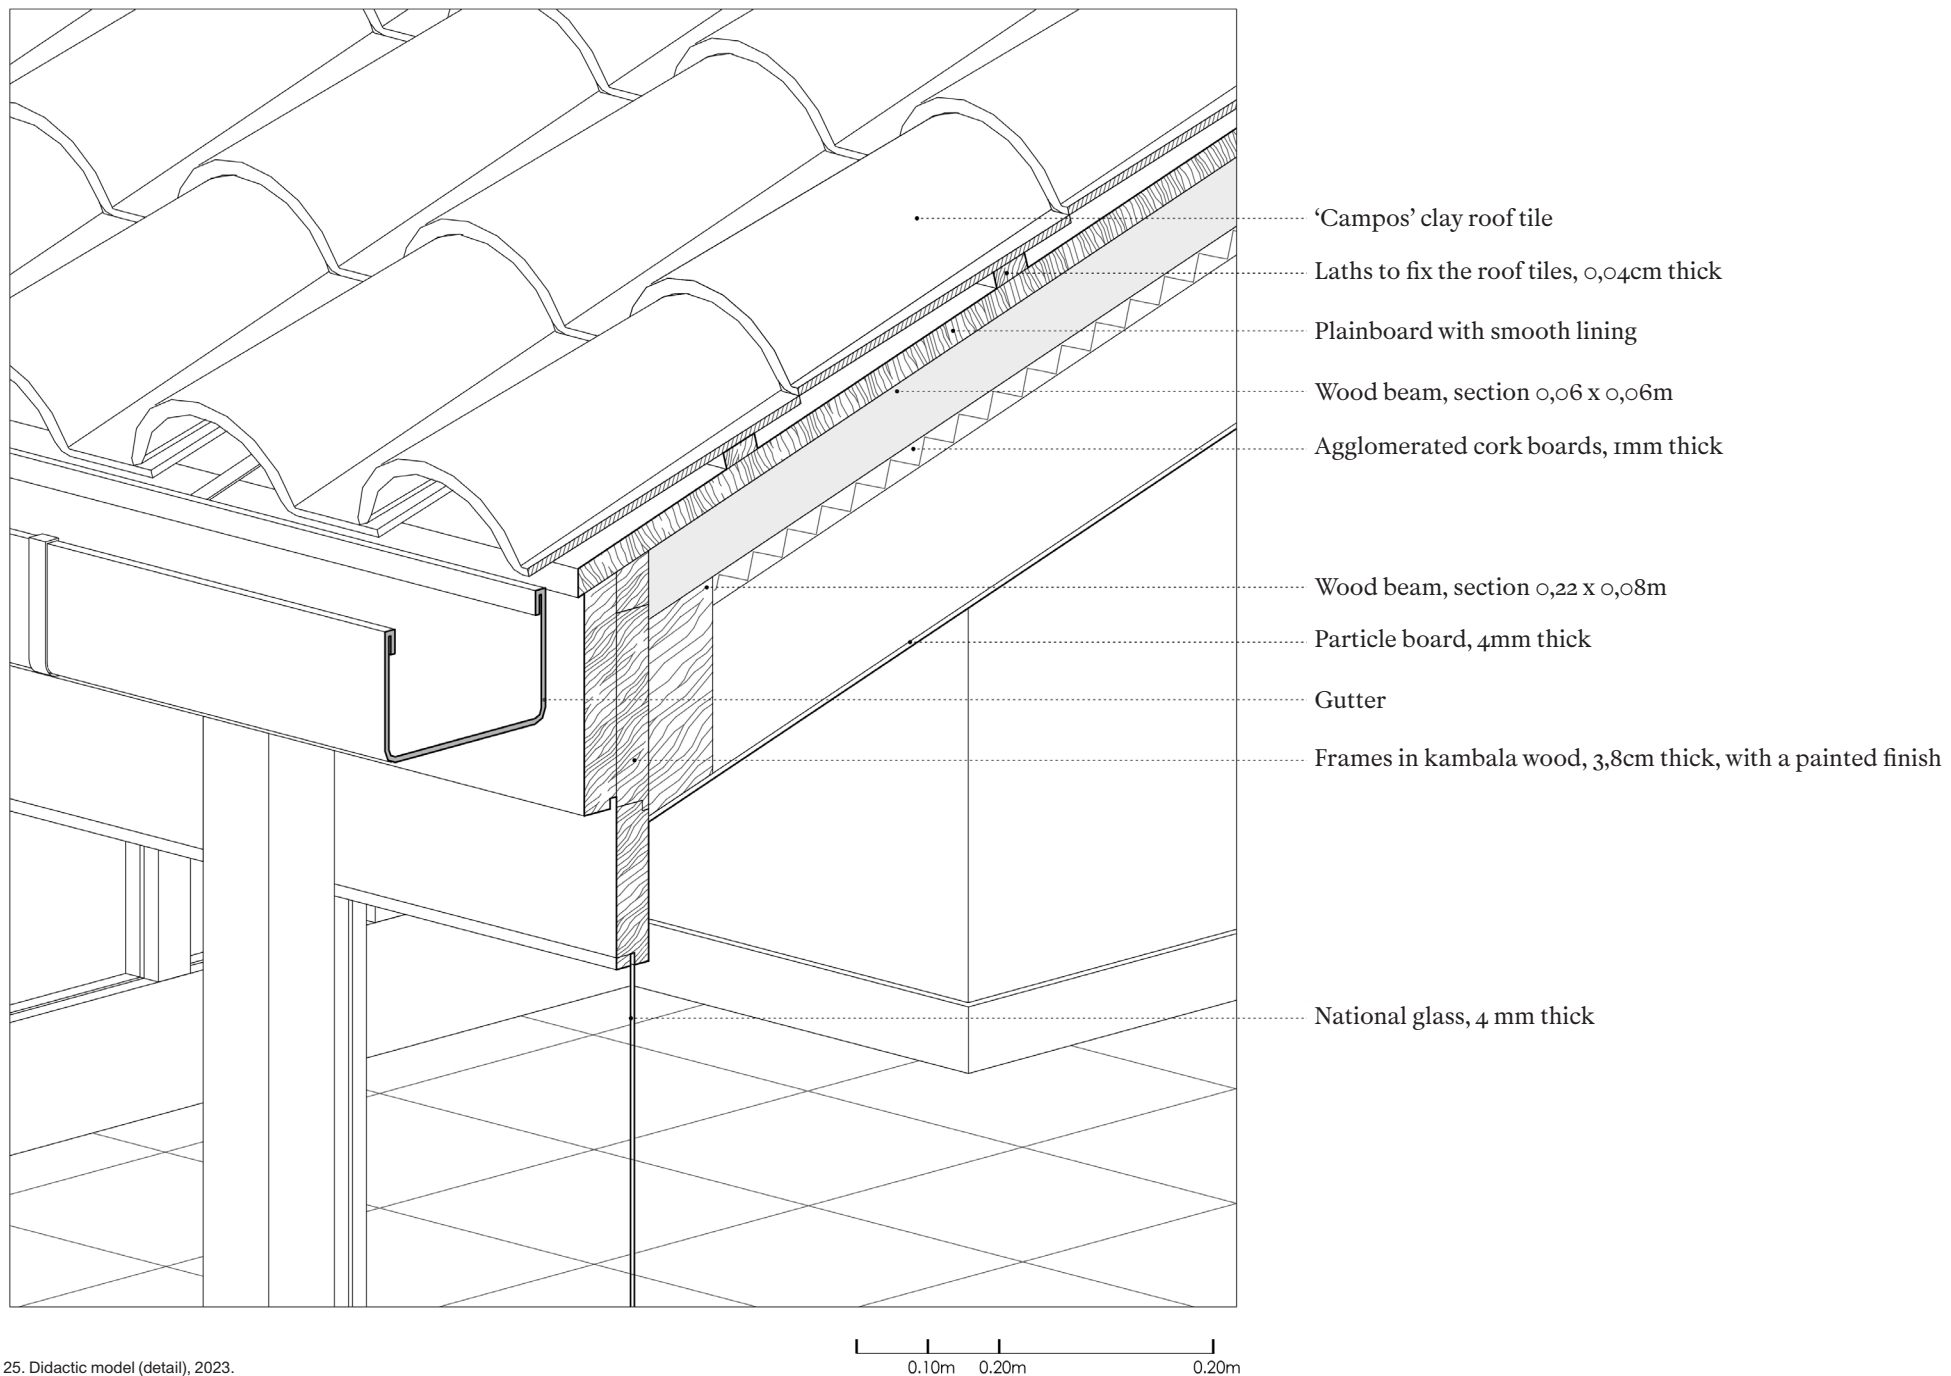 ‘Campos’ clay roof tile
Laths to fix the roof tiles, 0,04cm thick
Plainboard with smooth lining
Wood beam, section 0,06 x 0,06m
Agglomerated cork boards, 1mm thick
Wood beam, section 0,22 x 0,08m
Particle board, 4mm thick
Gutter
Frames in kambala wood, 3,8cm thick, with a painted finish
National glass, 4 mm thick
0.10m 0.20m 0.20m
25. Didactic model (detail), 2023.